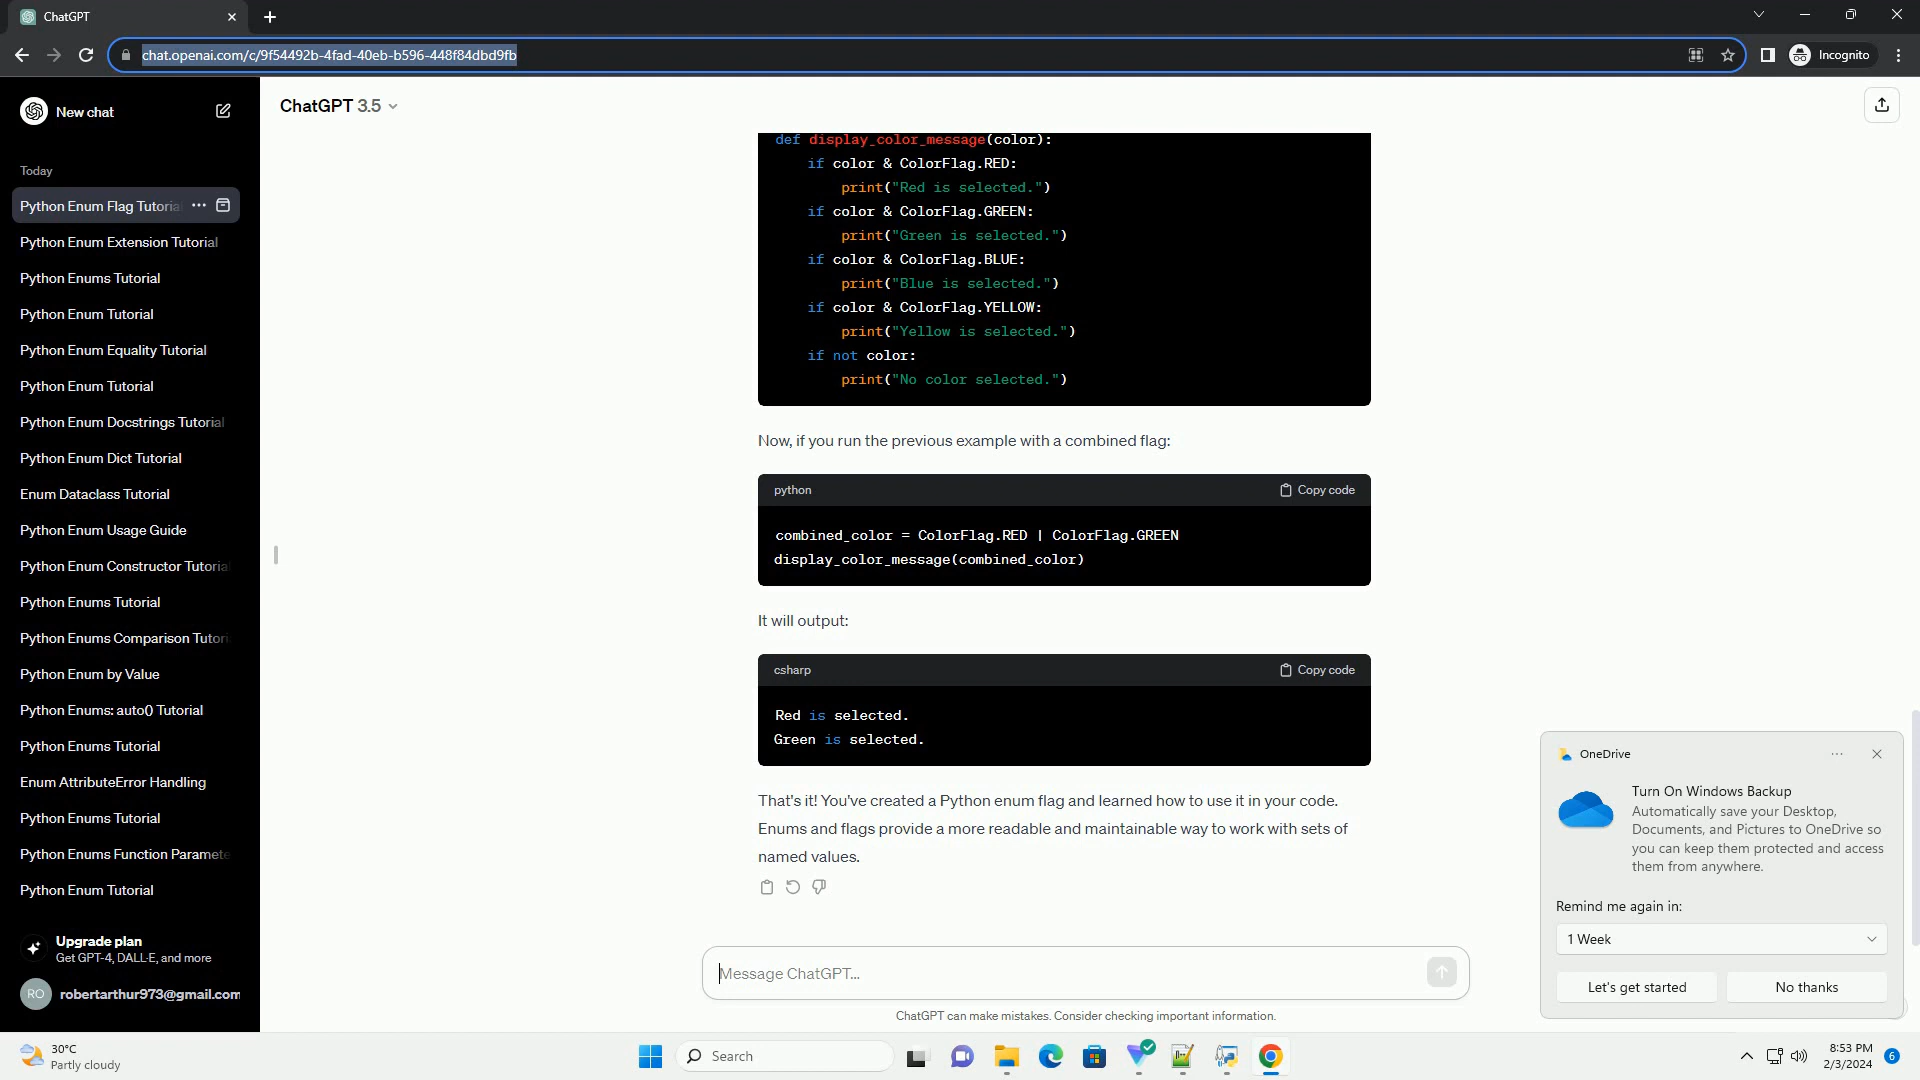 ChatGPT
chat.openai.com/c/9f54492b-4fad-40eb-b596-448f84dbd9fb
Incognito
New chat
ChatGPT 3.5
Today
Python Enum Flag Tutoria
Python Enum Extension Tutorial
Python Enums Tutorial
Python Enum Tutorial
Python Enum Equality Tutorial
Python Enum Tutorial
Python Enum Docstrings Tutorial
Python Enum Dict Tutorial
Enum Dataclass Tutorial
Python Enum Usage Guide
Python Enum Constructor Tutoria
Python Enums Tutorial
Python Enums Comparison Tutori
Python Enum by Value
Python Enums: auto() Tutorial
Python Enums Tutorial
Enum AttributeError Handling
Python Enums Tutorial
Python Enums Function Paramete
Python Enum Tutorial
Upgrade plan
Get GPT-4, DALL·E, and more
RO
robertarthur973@gmail.com
def display_color_message(color):
if color & ColorFlag.RED:
print("Red is selected.")
if color & ColorFlag.GREEN:
print("Green is selected.")
if color & ColorFlag.BLUE:
print("Blue is selected.")
if color & ColorFlag.YELLOW:
print("Yellow is selected.")
if not color:
print("No color selected.")
Now, if you run the previous example with a combined flag:
python
Copy code
combined_color = ColorFlag.RED | ColorFlag.GREEN
display_color_message(combined_color)
It will output:
csharp
Copy code
Red is selected.
Green is selected.
That's it! You've created a Python enum flag and learned how to use it in your code.
Enums and flags provide a more readable and maintainable way to work with sets of
named values.
Message ChatGPT...
ChatGPT can make mistakes. Consider checking important information.
OneDrive
Turn On Windows Backup
Automatically save your Desktop,
Documents, and Pictures to OneDrive so
you can keep them protected and access
them from anywhere.
Remind me again in:
1 Week
Let's get started
No thanks
30°C
Partly cloudy
Search
8:53 PM
2/3/2024
6